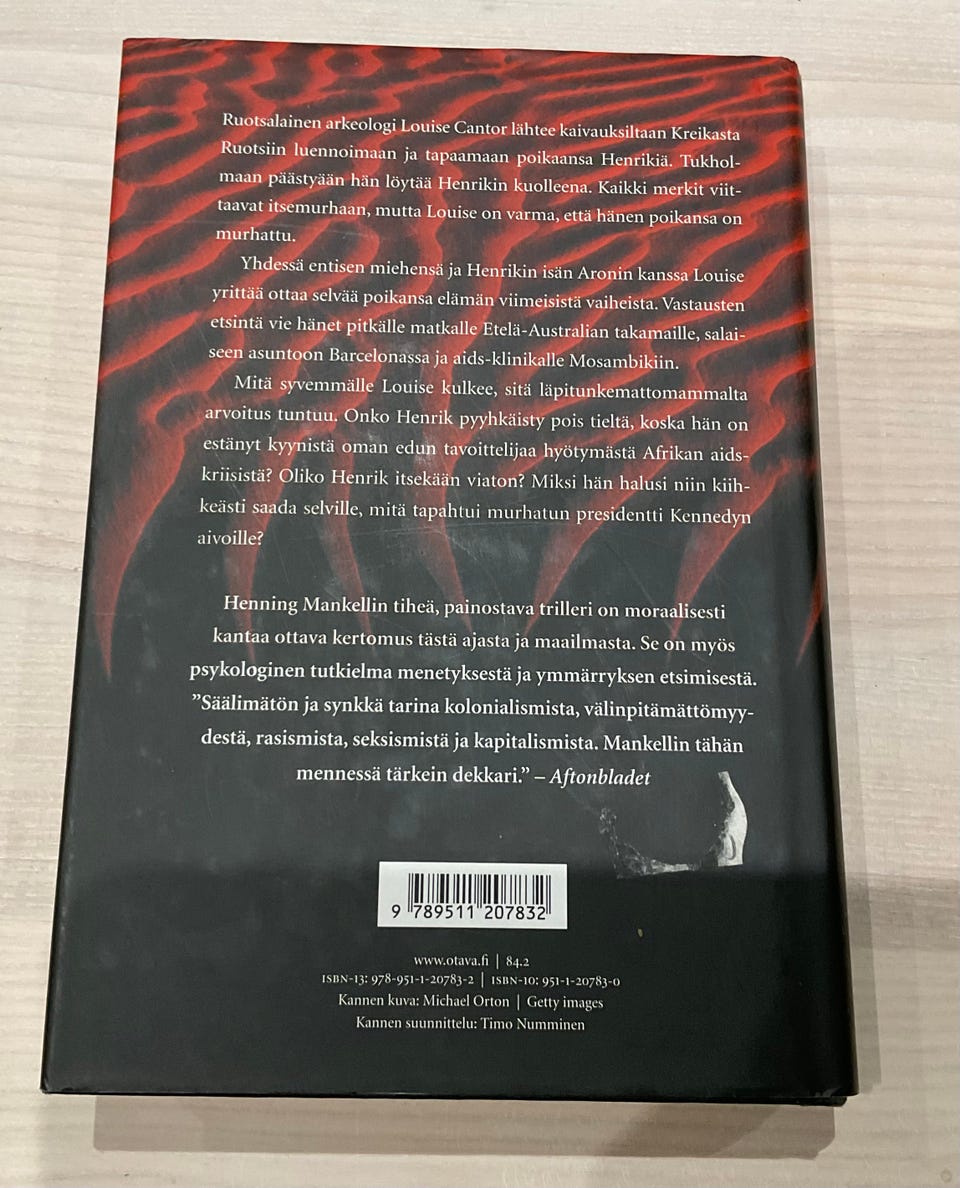 Ruotsalainen arkeologi Louise Cantor lähtee kaivauksiltaan Kreikasta
Ruotsiin luennoimaan ja tapaamaan poikaansa Henrikiä. Tukhol-
maan päästyään hän löytää Henrikin kuolleena. Kaikki merkit viit-
taavat itsemurhaan, mutta Louise on varma, että hänen poikansa on
murhattu.
Yhdessä entisen miehensä ja Henrikin isän Aronin kanssa Louise
yrittää ottaa selvää poikansa elämän viimeisistä vaiheista. Vastausten
etsintä vie hänet pitkälle matkalle Etelä-Australian takamaille, salai-
seen asuntoon Barcelonassa ja aids-klinikalle Mosambikiin.
Mitä syvemmälle Louise kulkee, sitä läpitunkemattomammalta
arvoitus tuntuu. Onko Henrik pyyhkäisty pois tieltä, koska hän on
estänyt kyynistä oman edun tavoittelijaa hyötymästä Afrikan aids-
kriisistä? Oliko Henrik itsekään viaton? Miksi hän halusi niin kiih-
keästi saada selville, mitä tapahtui murhatun presidentti Kennedyn
aivoille?
Henning Mankellin tiheä, painostava trilleri on moraalisesti
kantaa ottava kertomus tästä ajasta ja maailmasta. Se on myös
psykologinen tutkielma menetyksestä ja ymmärryksen etsimisestä.
”Säälimätön ja synkkä tarina kolonialismista, välinpitämättömyy-
destä, rasismista, seksismistä ja kapitalismista. Mankellin tähän
mennessä tärkein dekkari.” – Aftonbladet
9 789511 207832
www.otava.fi | 84.2
ISBN-13: 978-951-1-20783-2 | ISBN-10: 951-1-20783-0
Kannen kuva: Michael Orton | Getty images
Kannen suunnittelu: Timo Numminen